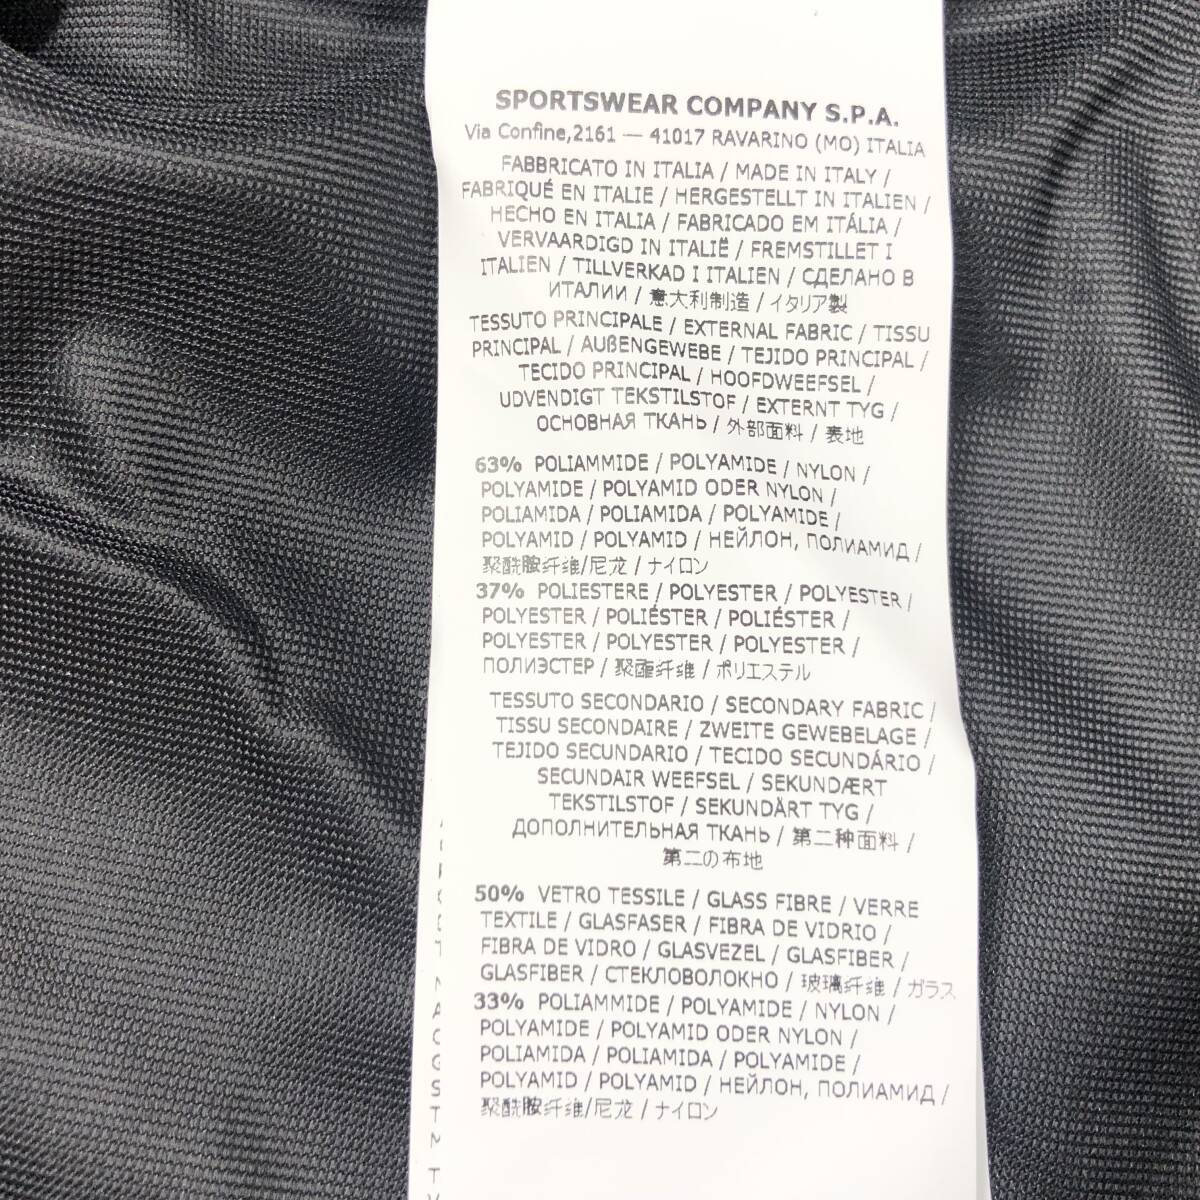 SPORTSWEAR COMPANY S.P.A.
Via Confine,2161 — 41017 RAVARINO (MO) ITALIA
FABBRICATO IN ITALIA / MADE IN ITALY /
FABRIQUÉ EN ITALIE / HERGESTELLT IN ITALIEN /
HECHO EN ITALIA / FABRICADO EM ITÁLIA /
VERVAARDIGD IN ITALIË / FREMSTILLET I
ITALIEN / TILLVERKAD I ITALIEN / СДЕЛАНО В
ИТАЛИИ / 意大利制造 / イタリア製
TESSUTO PRINCIPALE / EXTERNAL FABRIC / TISSU
PRINCIPAL / AUßENGEWEBE / TEJIDO PRINCIPAL /
TECIDO PRINCIPAL / HOOFDWEEFSEL /
UDVENDIGT TEKSTILSTOF / EXTERNT TYG /
ОСНОВНАЯ ТКАНЬ / 外部面料 / 表地
63% POLIAMMIDE / POLYAMIDE / NYLON /
POLYAMIDE / POLYAMID ODER NYLON /
POLIAMIDA / POLIAMIDA / POLYAMIDE /
POLYAMID / POLYAMID / НЕЙЛОН, ПОЛИАМИД /
聚酰胺纤维/尼龙 / ナイロン
37% POLIESTERE / POLYESTER / POLYESTER /
POLYESTER / POLIÉSTER / POLIÉSTER /
POLYESTER / POLYESTER / POLYESTER /
ПОЛИЭСТЕР / 聚酯纤维 / ポリエステル
TESSUTO SECONDARIO / SECONDARY FABRIC /
TISSU SECONDAIRE / ZWEITE GEWEBELAGE /
TEJIDO SECUNDARIO / TECIDO SECUNDÁRIO /
SECUNDAIR WEEFSEL / SEKUNDÆRT
TEKSTILSTOF / SEKUNDÄRT TYG /
ДОПОЛНИТЕЛЬНАЯ ТКАНЬ / 第二种面料 /
第二の布地
50% VETRO TESSILE / GLASS FIBRE / VERRE
TEXTILE / GLASFASER / FIBRA DE VIDRIO /
FIBRA DE VIDRO / GLASVEZEL / GLASFIBER /
GLASFIBER / СТЕКЛОВОЛОКНО / 玻璃纤维 / ガラス
33% POLIAMMIDE / POLYAMIDE / NYLON /
POLYAMIDE / POLYAMID ODER NYLON /
POLIAMIDA / POLIAMIDA / POLYAMIDE /
POLYAMID / POLYAMID / НЕЙЛОН, ПОЛИАМИД /
聚酰胺纤维/尼龙 / ナイロン